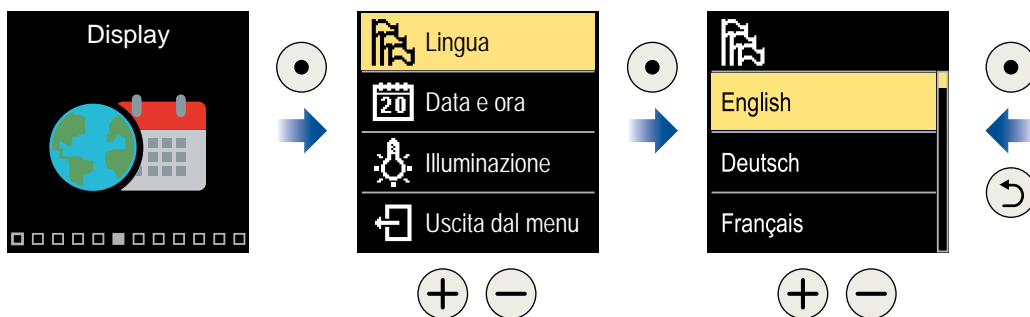 Display
Lingua
20 Data e ora
Illuminazione
Uscita dal menu
English
Deutsch
Français